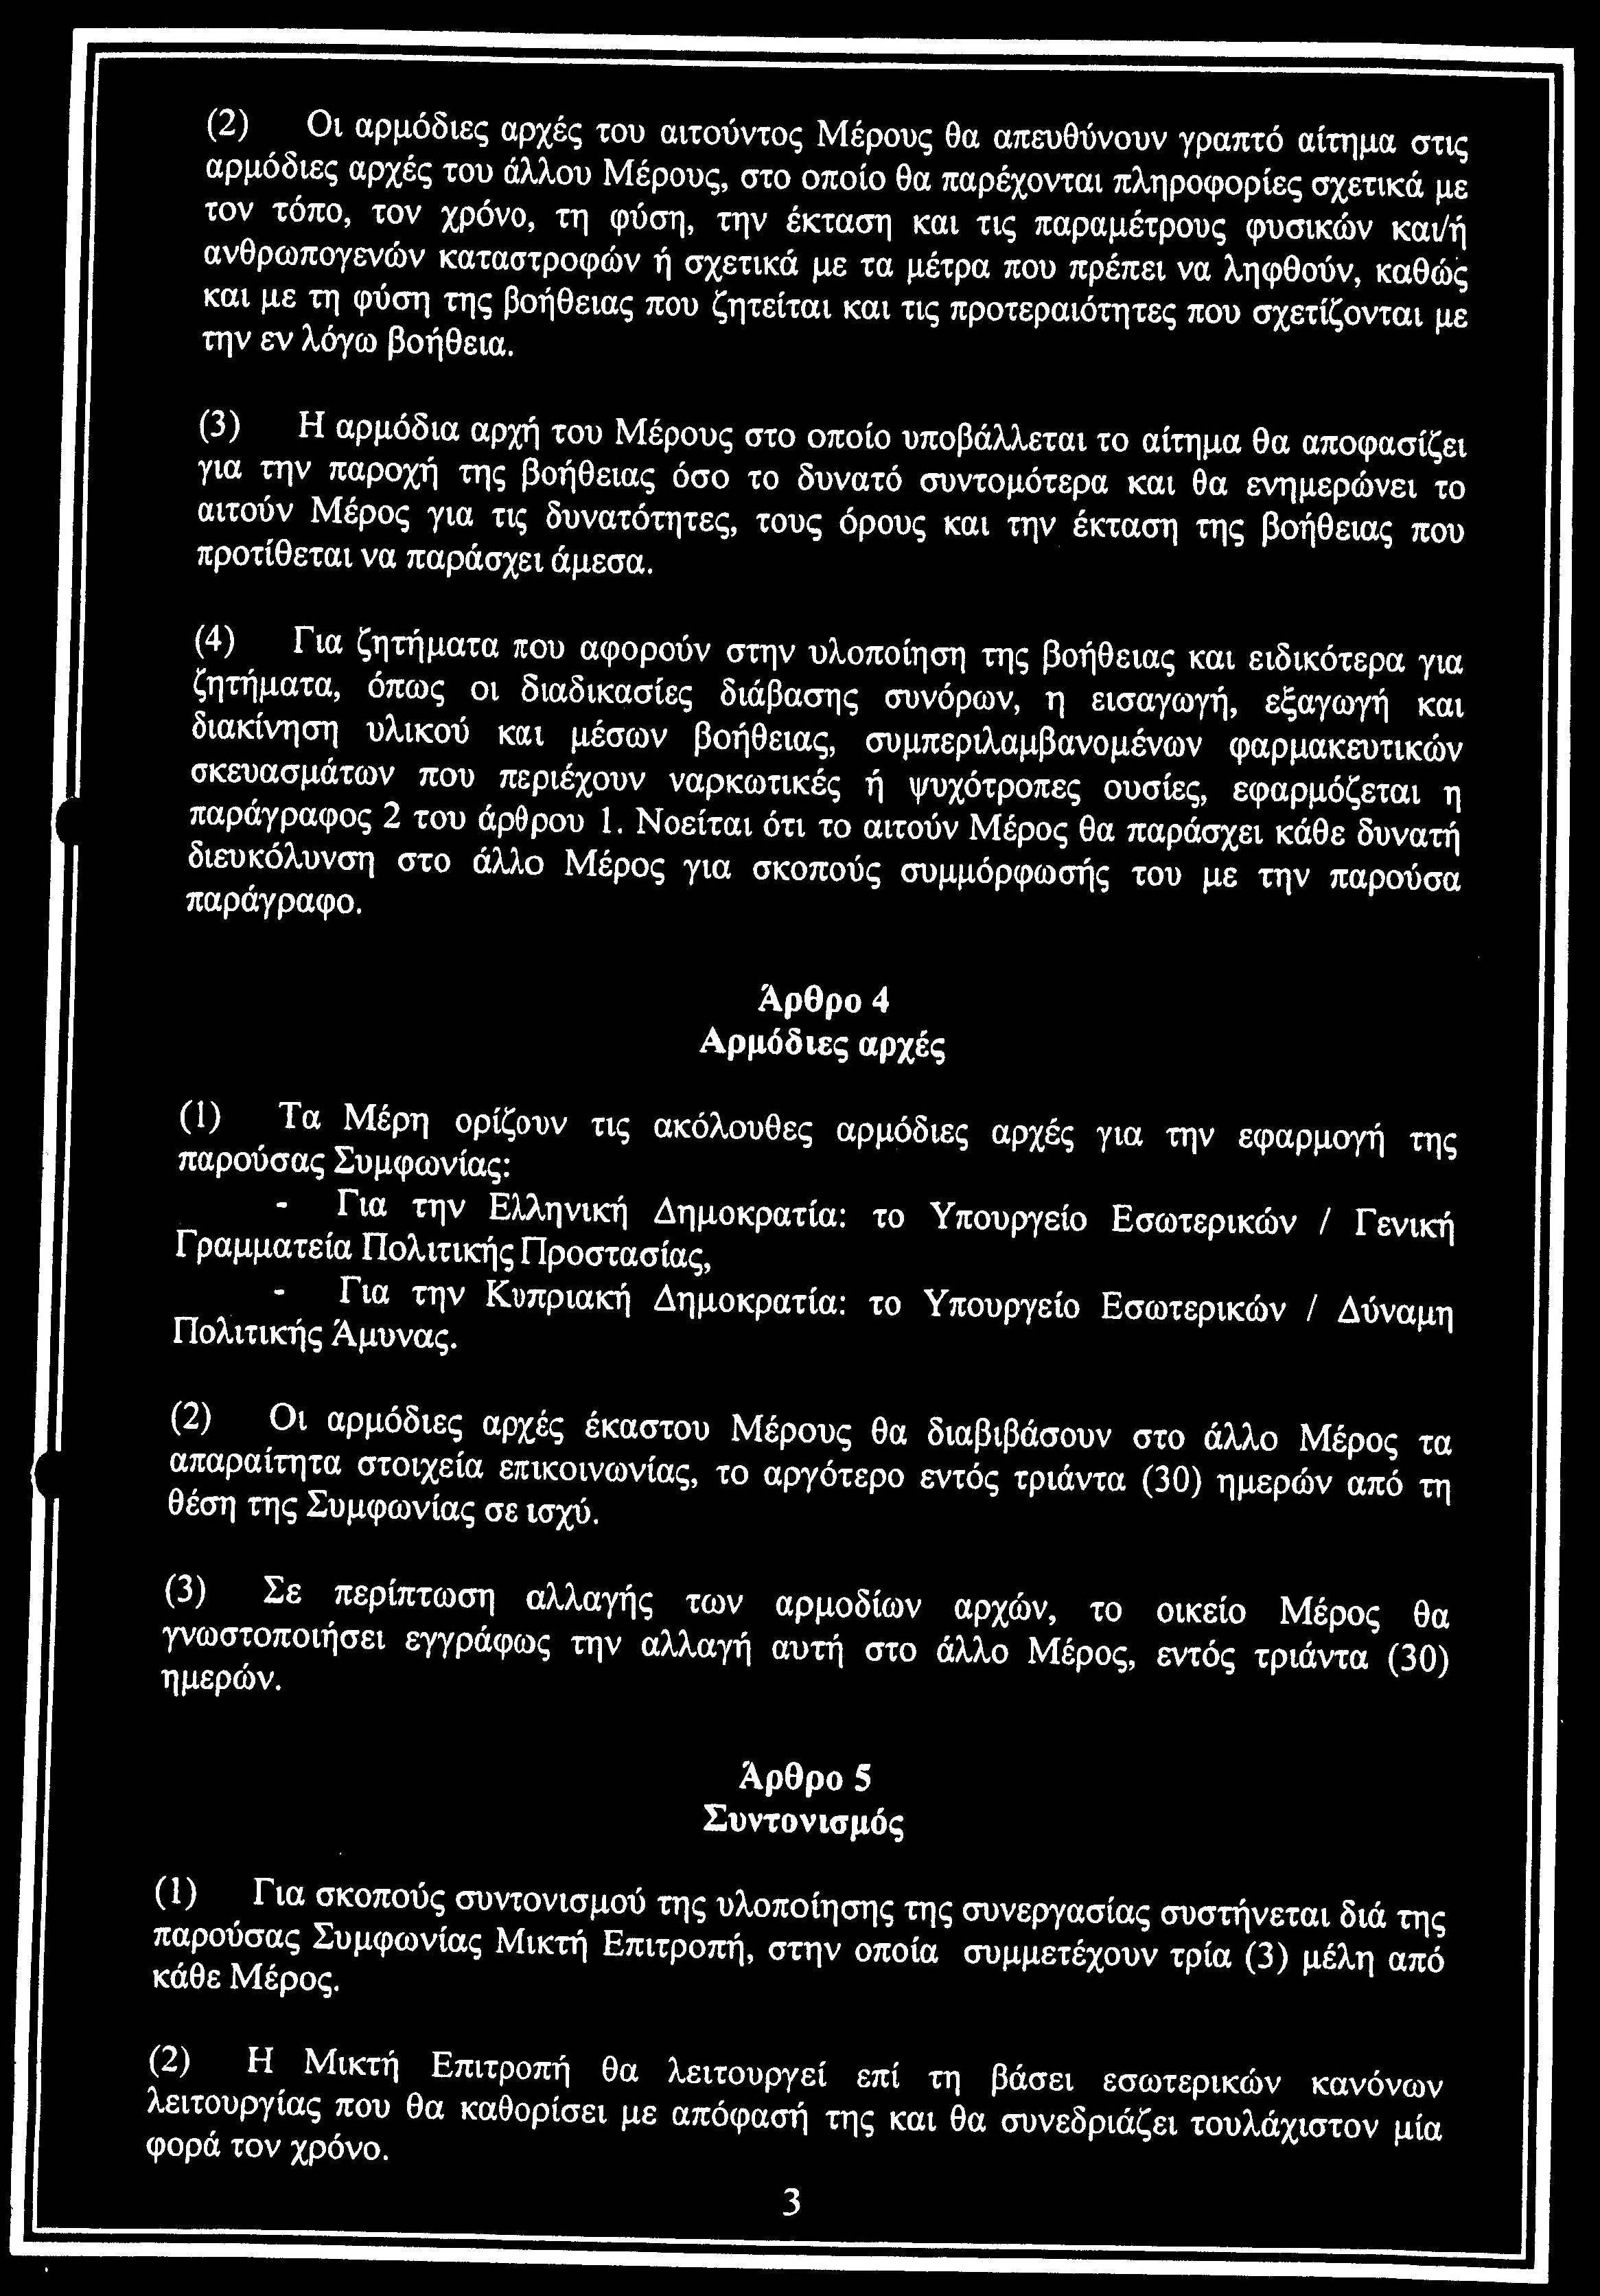 (2) Οι αρμόδιες αρχές του αιτούντος Μέρους θα απευθύνουν γραπτό αίτημα στις
αρμόδιες αρχές του άλλου Μέρους, στο οποίο θα παρέχονται πληροφορίες σχετικά με
τον τόπο, τον χρόνο, τη φύση, την έκταση και τις παραμέτρους φυσικών και/ή
ανθρωπογενών καταστροφών ή σχετικά με τα μέτρα που πρέπει να ληφθούν, καθώς
και με τη φύση της βοήθειας που ζητείται και τις προτεραιότητες που σχετίζονται με
την εν λόγω βοήθεια.
(3) Η αρμόδια αρχή του Μέρους στο οποίο υποβάλλεται το αίτημα θα αποφασίζει
για την παροχή της βοήθειας όσο το δυνατό συντομότερα και θα ενημερώνει το
αιτούν Μέρος για τις δυνατότητες, τους όρους και την έκταση της βοήθειας που
προτίθεται να παράσχει άμεσα.
(4) Για ζητήματα που αφορούν στην υλοποίηση της βοήθειας και ειδικότερα για
ζητήματα, όπως οι διαδικασίες διάβασης συνόρων, η εισαγωγή, εξαγωγή και
διακίνηση υλικού και μέσων βοήθειας, συμπεριλαμβανομένων φαρμακευτικών
σκευασμάτων που περιέχουν ναρκωτικές ή ψυχότροπες ουσίες, εφαρμόζεται η
παράγραφος 2 του άρθρου 1. Νοείται ότι το αιτούν Μέρος θα παράσχει κάθε δυνατή
διευκόλυνση στο άλλο Μέρος για σκοπούς συμμόρφωσής του με την παρούσα
παράγραφο.
Άρθρο 4
Αρμόδιες αρχές
(1) Τα Μέρη ορίζουν τις ακόλουθες αρμόδιες αρχές για την εφαρμογή της
παρούσας Συμφωνίας:
- Για την Ελληνική Δημοκρατία: το Υπουργείο Εσωτερικών / Γενική
Γραμματεία Πολιτικής Προστασίας,
- Για την Κυπριακή Δημοκρατία: το Υπουργείο Εσωτερικών / Δύναμη
Πολιτικής Άμυνας.
(2) Οι αρμόδιες αρχές έκαστου Μέρους θα διαβιβάσουν στο άλλο Μέρος τα
απαραίτητα στοιχεία επικοινωνίας, το αργότερο εντός τριάντα (30) ημερών από τη
θέση της Συμφωνίας σε ισχύ.
(3) Σε περίπτωση αλλαγής των αρμοδίων αρχών, το οικείο Μέρος θα
γνωστοποιήσει εγγράφως την αλλαγή αυτή στο άλλο Μέρος, εντός τριάντα (30)
ημερών.
Άρθρο 5
Συντονισμός
(1) Για σκοπούς συντονισμού της υλοποίησης της συνεργασίας συστήνεται διά της
παρούσας Συμφωνίας Μικτή Επιτροπή, στην οποία συμμετέχουν τρία (3) μέλη από
κάθε Μέρος.
(2) Η Μικτή Επιτροπή θα λειτουργεί επί τη βάσει εσωτερικών κανόνων
λειτουργίας που θα καθορίσει με απόφασή της και θα συνεδριάζει τουλάχιστον μία
φορά τον χρόνο.
3